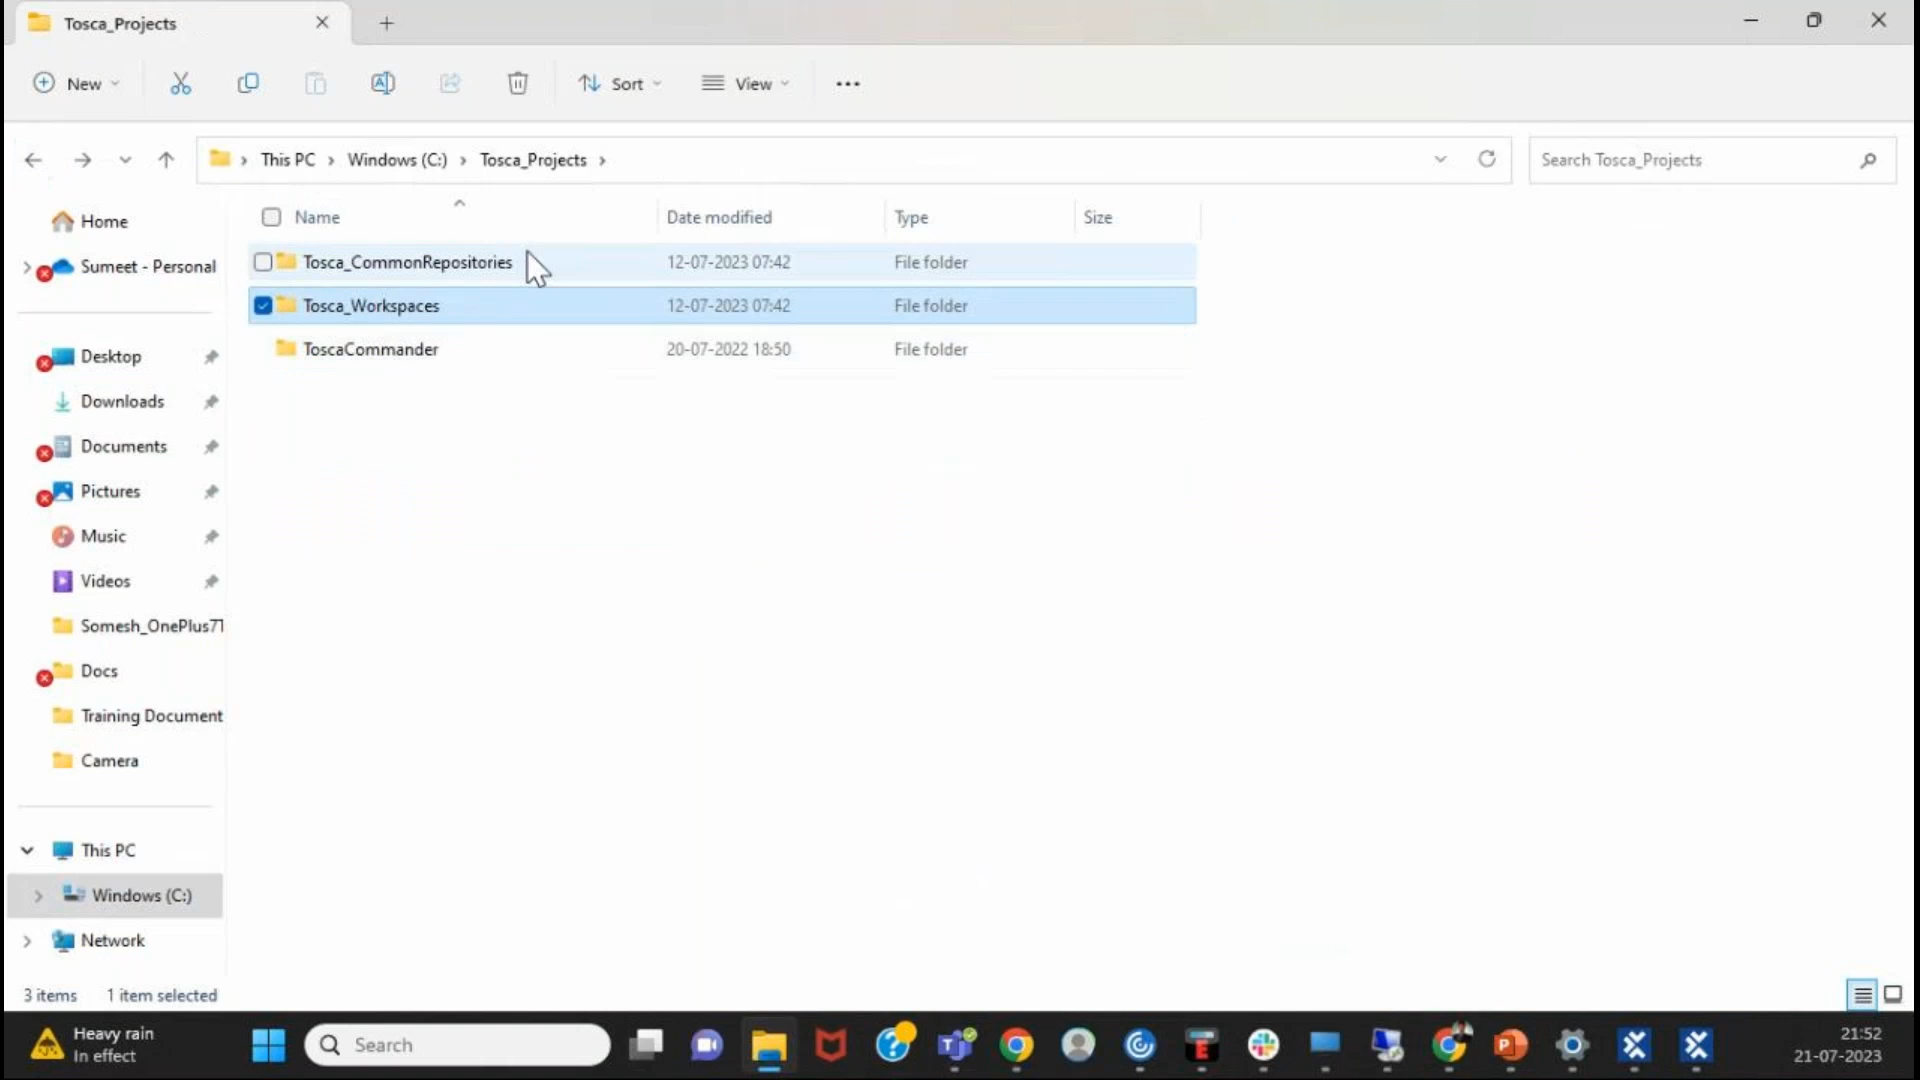 Tosca_Projects
New
Sort
View
This PC
Windows (C:)
Tosca_Projects
Search Tosca_Projects
Home
Sumeet - Personal
Desktop
Downloads
Documents
Pictures
Music
Videos
Somesh_OnePlus7T
Docs
Training Document
Camera
This PC
Windows (C:)
Network
Name Date modified Type Size
Tosca_CommonRepositories 12-07-2023 07:42 File folder
Tosca_Workspaces 12-07-2023 07:42 File folder
ToscaCommander 20-07-2022 18:50 File folder
3 items 1 item selected
Heavy rain
In effect
Search
21:52
21-07-2023